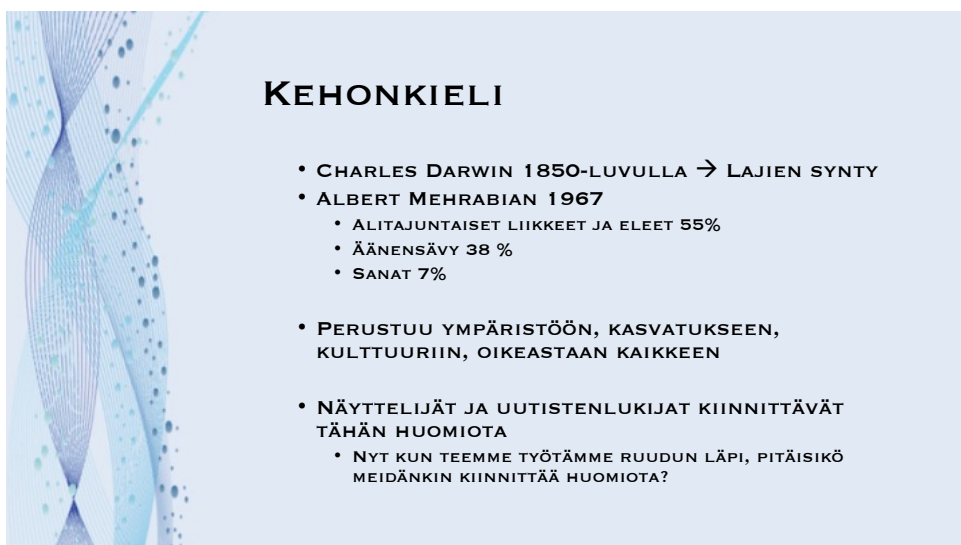 Kehonkieli
• Charles Darwin 1850-luvulla → Lajien synty
• Albert Mehrabian 1967
• Alitajuntaiset liikkeet ja eleet 55%
• Äänensävy 38 %
• Sanat 7%
• Perustuu ympäristöön, kasvatukseen,
kulttuuriin, oikeastaan kaikkeen
• Näyttelijät ja uutistenlukijat kiinnittävät
tähän huomiota
• Nyt kun teemme työtämme ruudun läpi, pitäisikö
meidänkin kiinnittää huomiota?